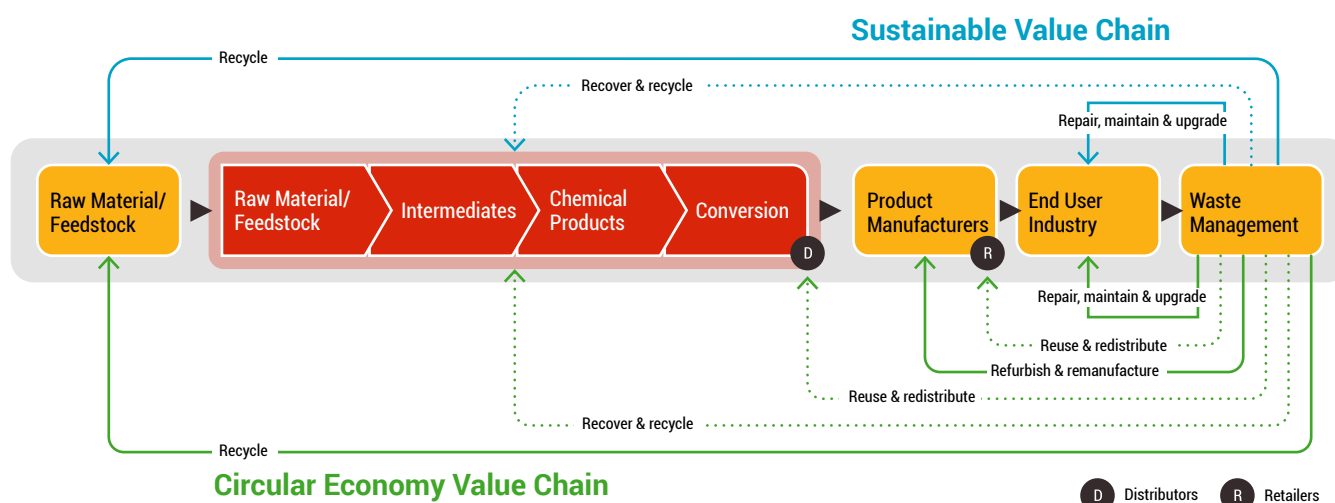 Sustainable Value Chain
Recycle
Recover & recycle
Repair, maintain & upgrade
Raw Material/
Feedstock
Raw Material/
Feedstock
Intermediates
Chemical
Products
Conversion
D
Product
Manufacturers
R
End User
Industry
Waste
Management
Repair, maintain & upgrade
Reuse & redistribute
Refurbish & remanufacture
Reuse & redistribute
Recover & recycle
Recycle
Circular Economy Value Chain
D Distributors
R Retailers